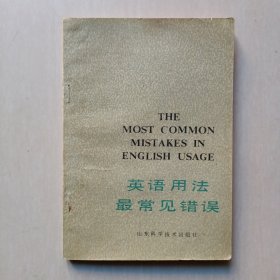 THE
MOST COMMON
MISTAKES IN
ENGLISH USAGE
英语用法
最常见错误
山东科学技术出版社